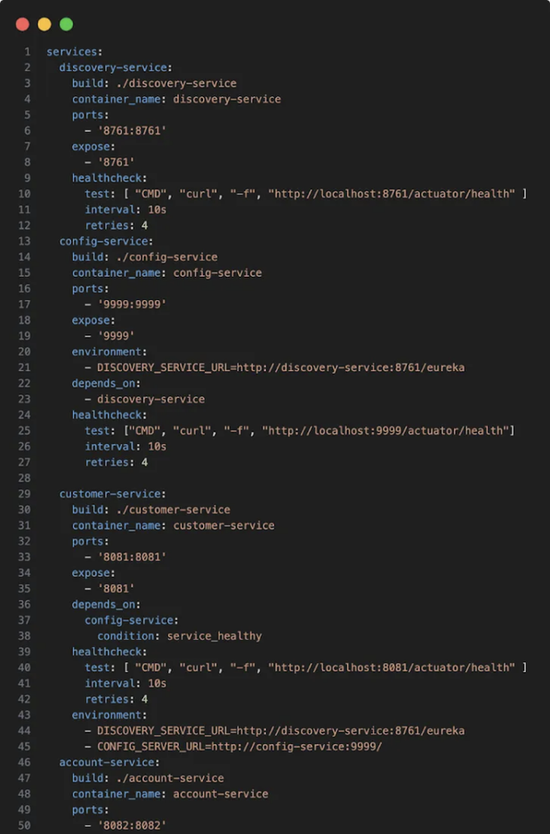 1 services:
2   discovery-service:
3     build: ./discovery-service
4     container_name: discovery-service
5     ports:
6       - '8761:8761'
7     expose:
8       - '8761'
9     healthcheck:
10       test: [ "CMD", "curl", "-f", "http://localhost:8761/actuator/health" ]
11       interval: 10s
12       retries: 4
13   config-service:
14     build: ./config-service
15     container_name: config-service
16     ports:
17       - '9999:9999'
18     expose:
19       - '9999'
20     environment:
21       - DISCOVERY_SERVICE_URL=http://discovery-service:8761/eureka
22     depends_on:
23       - discovery-service
24     healthcheck:
25       test: ["CMD", "curl", "-f", "http://localhost:9999/actuator/health"]
26       interval: 10s
27       retries: 4
28
29   customer-service:
30     build: ./customer-service
31     container_name: customer-service
32     ports:
33       - '8081:8081'
34     expose:
35       - '8081'
36     depends_on:
37       config-service:
38         condition: service_healthy
39     healthcheck:
40       test: [ "CMD", "curl", "-f", "http://localhost:8081/actuator/health" ]
41       interval: 10s
42       retries: 4
43     environment:
44       - DISCOVERY_SERVICE_URL=http://discovery-service:8761/eureka
45       - CONFIG_SERVER_URL=http://config-service:9999/
46   account-service:
47     build: ./account-service
48     container_name: account-service
49     ports:
50       - '8082:8082'